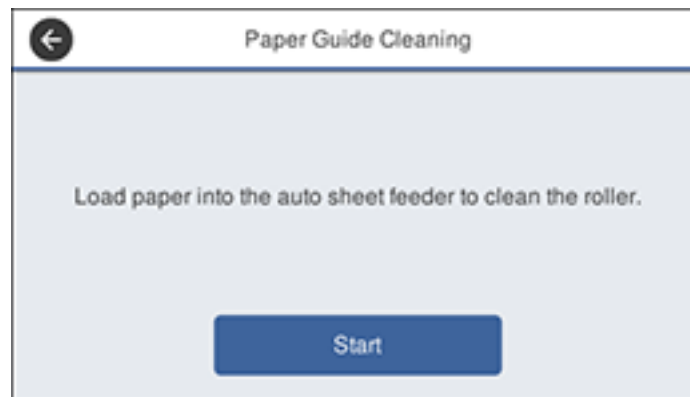 Paper Guide Cleaning
Load paper into the auto sheet feeder to clean the roller.
Start